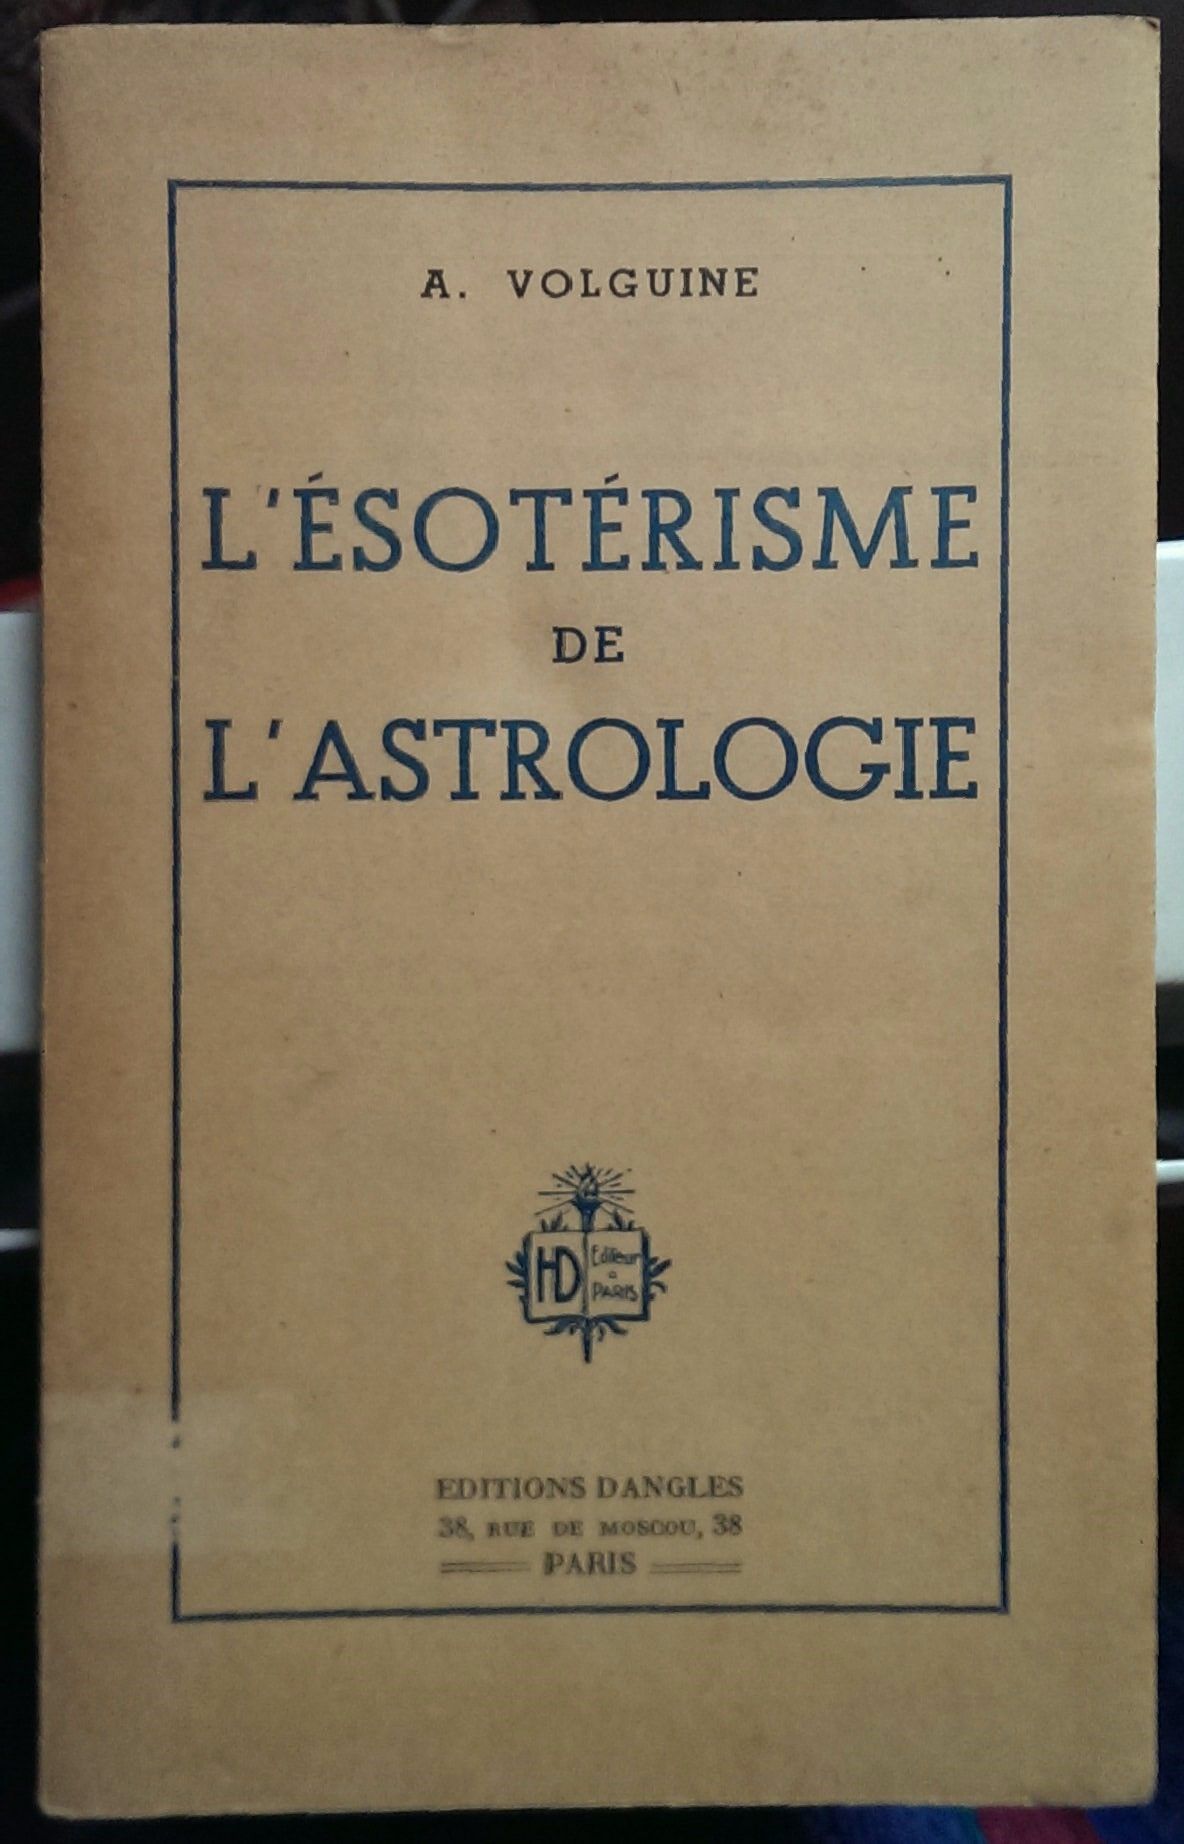 A. VOLGUINE
L'ÉSOTÉRISME
DE
L'ASTROLOGIE
HD
Editeur
à
PARIS
EDITIONS DANGLES
38, RUE DE MOSCOU, 38
PARIS